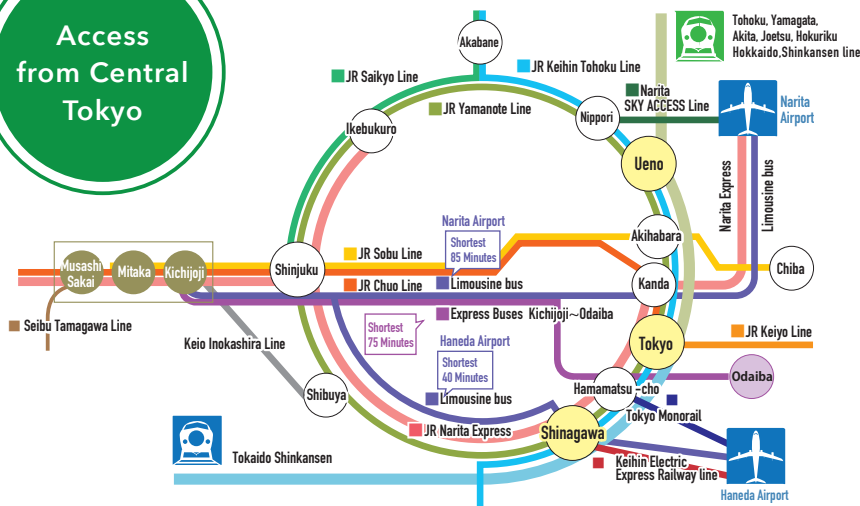 Access
from Central
Tokyo
Akabane
Tohoku, Yamagata,
Akita, Joetsu, Hokuriku
Hokkaido,Shinkansen line
JR Saikyo Line
JR Keihin Tohoku Line
JR Yamanote Line
Narita
SKY ACCESS Line
Narita
Airport
Nippori
Ikebukuro
Ueno
Narita Express
Limousine bus
Narita Airport
Shortest
85 Minutes
Akihabara
JR Sobu Line
Musashi
Sakai
Mitaka
Kichijoji
Shinjuku
Chiba
JR Chuo Line
Limousine bus
Kanda
Express Buses Kichijoji~Odaiba
Seibu Tamagawa Line
Shortest
75 Minutes
Keio Inokashira Line
Haneda Airport
Shortest
40 Minutes
Tokyo
JR Keiyo Line
Odaiba
Shibuya
Limousine bus
Hamamatsu -cho
Tokyo Monorail
JR Narita Express
Shinagawa
Tokaido Shinkansen
Keihin Electric
Express Railway line
Haneda Airport